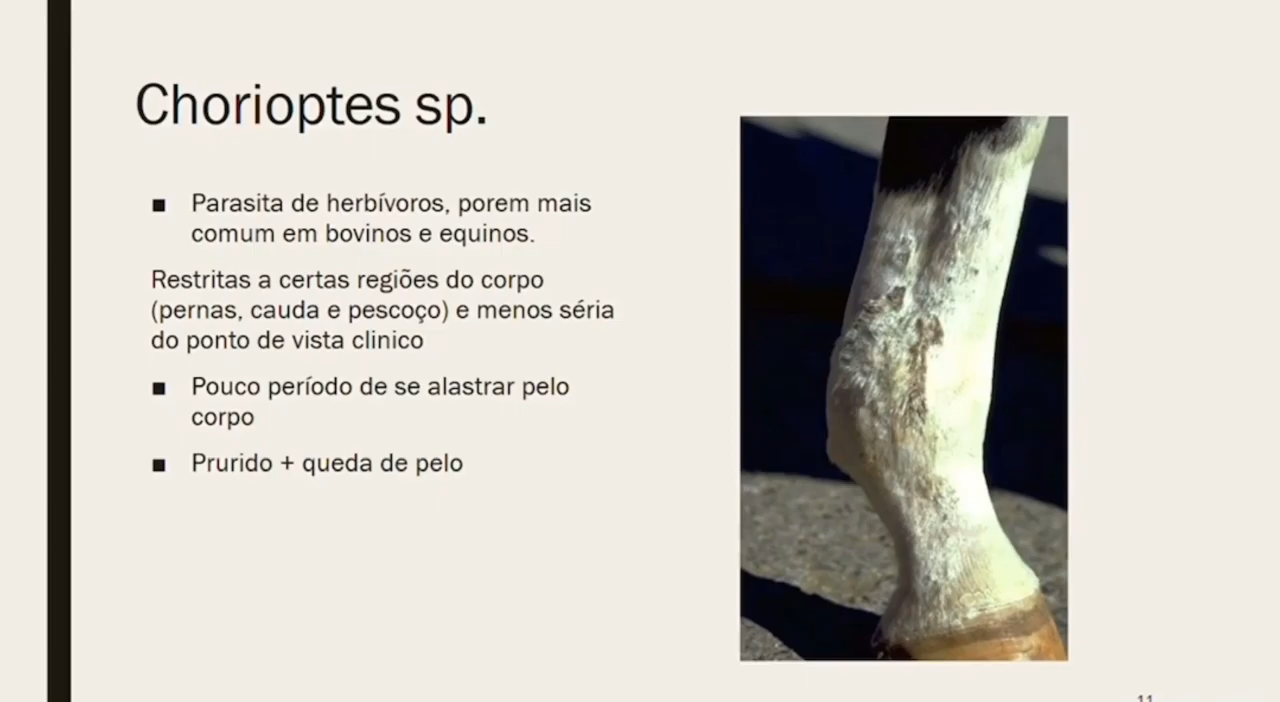 Chorioptes sp.
■ Parasita de herbívoros, porem mais
comum em bovinos e equinos.
Restritas a certas regiões do corpo
(pernas, cauda e pescoço) e menos séria
do ponto de vista clinico
■ Pouco período de se alastrar pelo
corpo
■ Prurido + queda de pelo
11